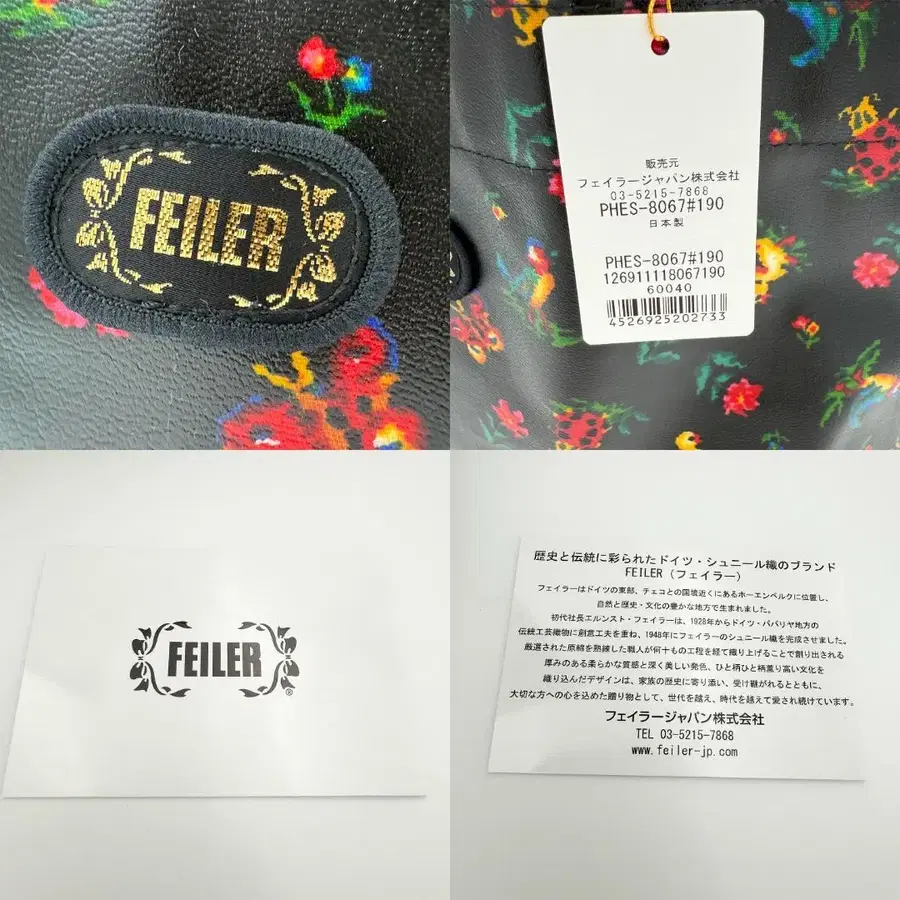 FEILER
販売元
フェイラージャパン株式会社
03-5215-7868
PHES-8067#190
日本製
PHES-8067#190
126911118067190
60040
4526925202733
FEILER
®
歴史と伝統に彩られたドイツ・シュニール織のブランド
FEILER（フェイラー）
フェイラーはドイツの東部、チェコとの国境近くにあるホーエンベルクに位置し、
自然と歴史・文化の豊かな地方で生まれました。
初代社長エルンスト・フェイラーは、1928年からドイツ・ババリヤ地方の
伝統工芸織物に創意工夫を重ね、1948年にフェイラーのシュニール織を完成させました。
厳選された原綿を熟練した職人が何十もの工程を経て織り上げることで創り出される
厚みのある柔らかな質感と深く美しい発色、ひと柄ひと柄薫り高い文化を
織り込んだデザインは、家族の歴史に寄り添い、受け継がれるとともに、
大切な方への心を込めた贈り物として、世代を越え、時代を越えて愛され続けています。
フェイラージャパン株式会社
TEL 03-5215-7868
www.feiler-jp.com